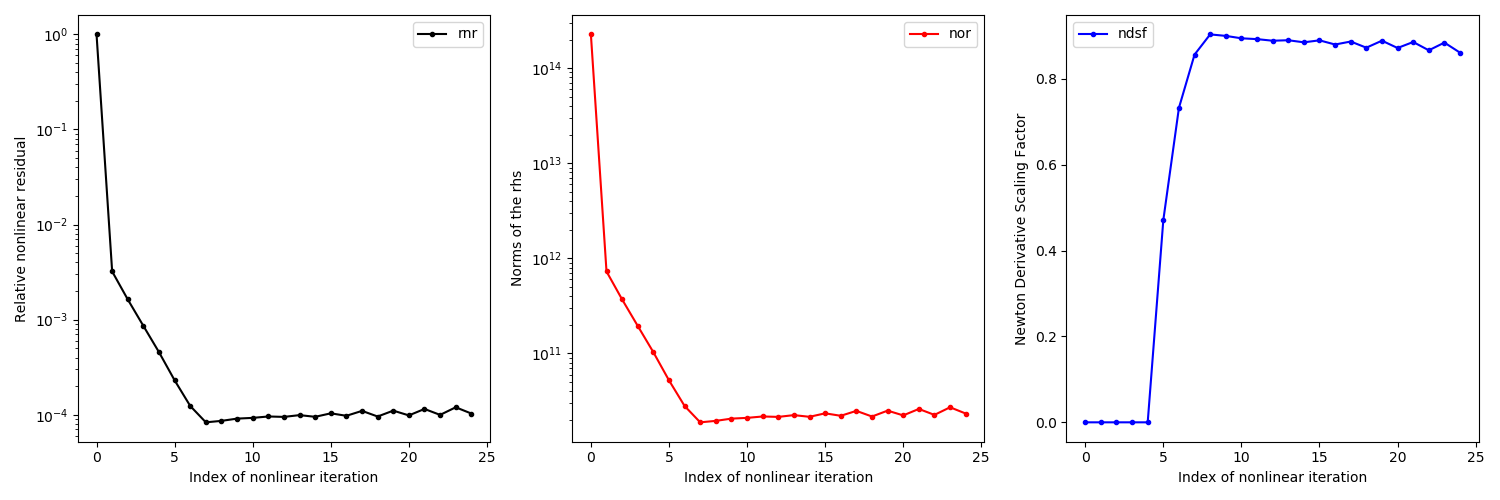 Relative nonlinear residual
10^0
10^-1
10^-2
10^-3
10^-4
0 5 10 15 20 25
Index of nonlinear iteration
rnr
Norms of the rhs
10^14
10^13
10^12
10^11
0 5 10 15 20 25
Index of nonlinear iteration
nor
Newton Derivative Scaling Factor
0.8
0.6
0.4
0.2
0.0
0 5 10 15 20 25
Index of nonlinear iteration
ndsf